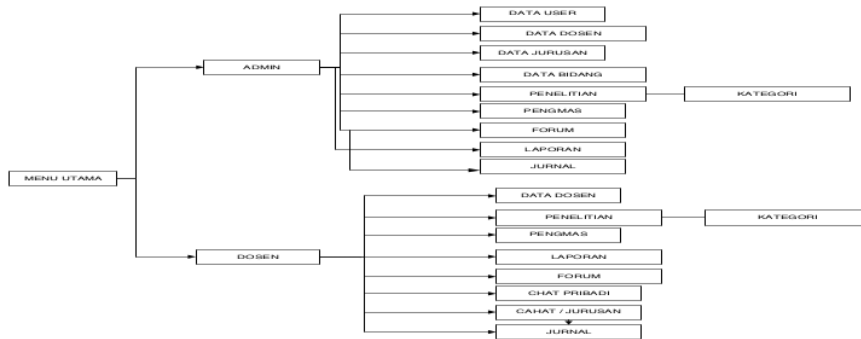 DATA USER
DATA DOSEN
DATA JURUSAN
ADMIN
DATA BIDANG
PENELITIAN
KATEGORI
PENGMAS
FORUM
LAPORAN
JURNAL
MENU UTAMA
DATA DOSEN
PENELITIAN
KATEGORI
PENGMAS
DOSEN
LAPORAN
FORUM
CHAT PRIBADI
CAHAT / JURUSAN
JURNAL